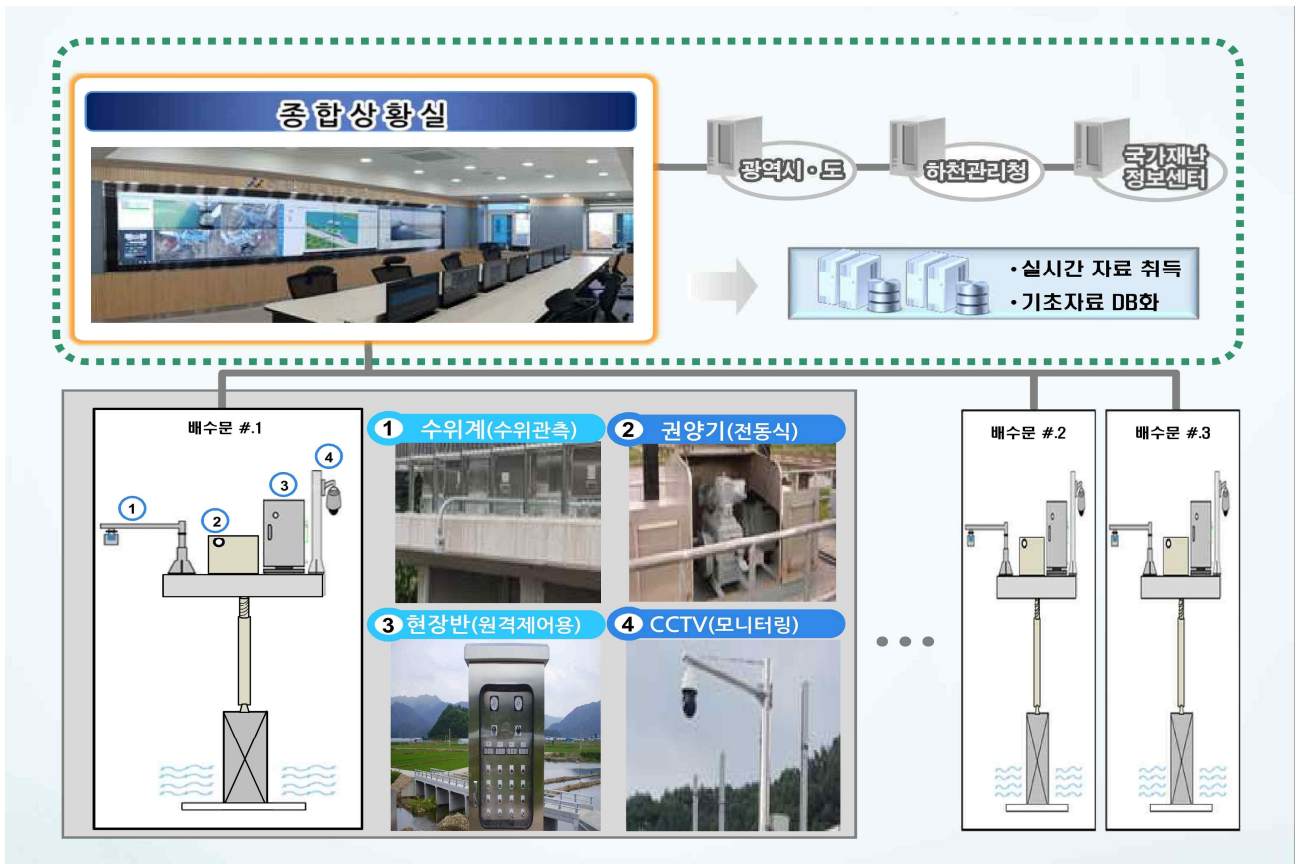 종합상황실
광역시·도
하천관리청
국가재난
정보센터
·실시간 자료 취득
·기초자료 DB화
배수문 #.1
1
2
3
4
1 수위계(수위관측)
2 권양기(전동식)
3 현장반(원격제어용)
4 CCTV(모니터링)
배수문 #.2
배수문 #.3